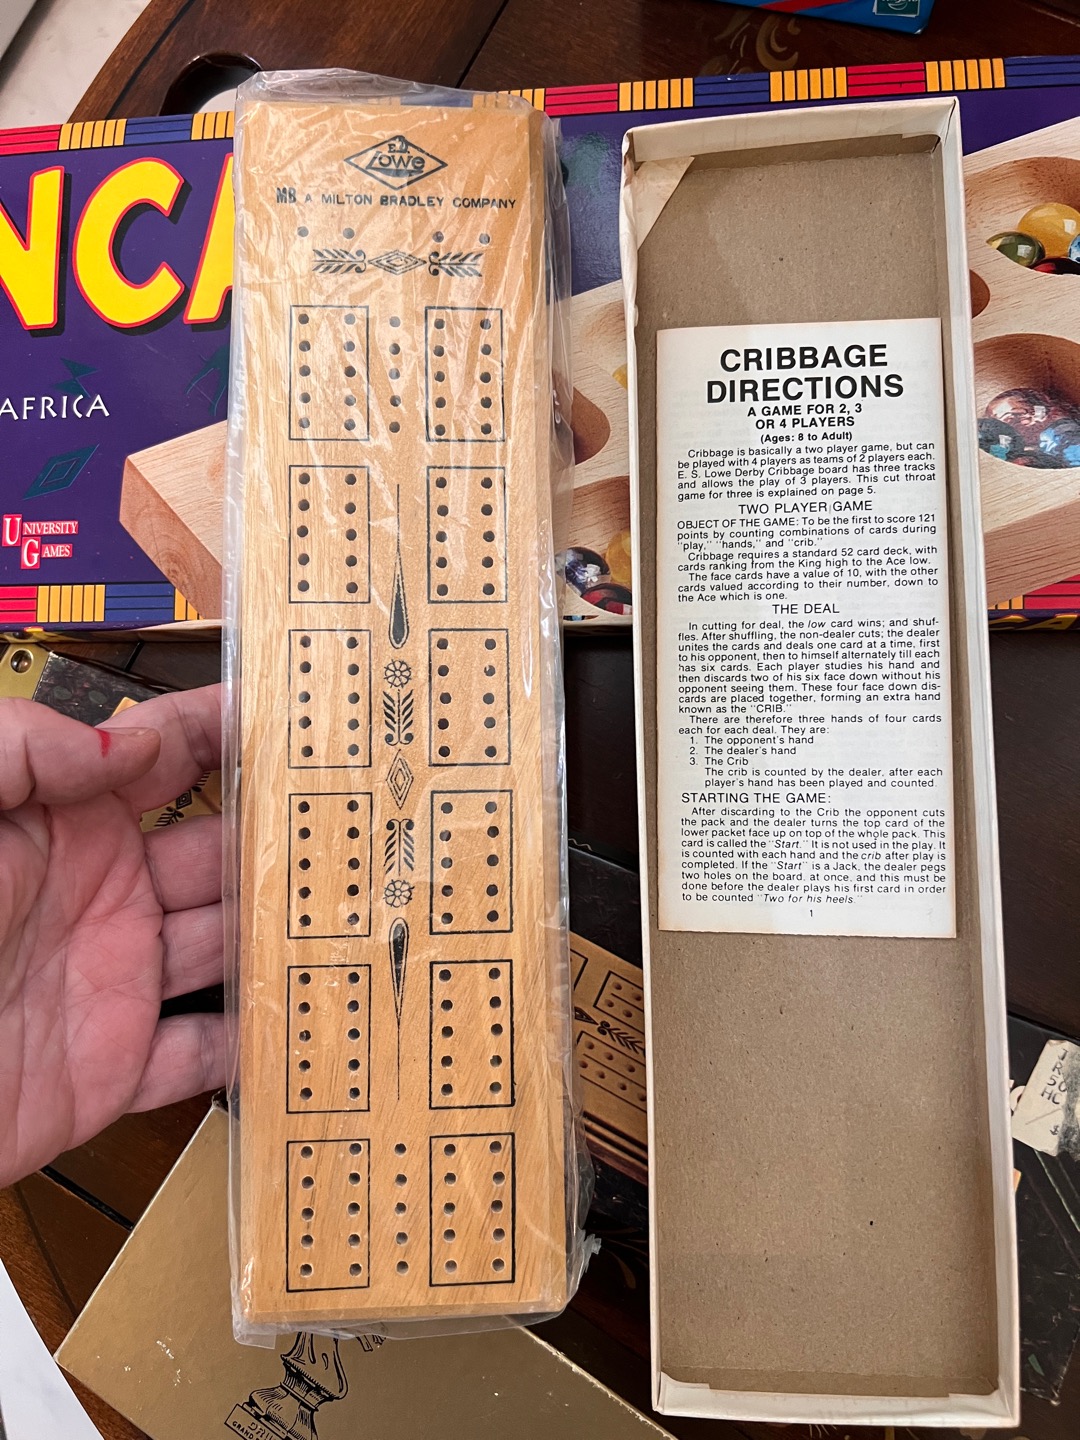 NCA
AFRICA
UNIVERSITY
GAMES
E.S.
Lowe
MB A MILTON BRADLEY COMPANY
CRIBBAGE
DIRECTIONS
A GAME FOR 2, 3
OR 4 PLAYERS
(Ages: 8 to Adult)
Cribbage is basically a two player game, but can
be played with 4 players as teams of 2 players each.
E. S. Lowe Derby Cribbage board has three tracks
and allows the play of 3 players. This cut throat
game for three is explained on page 5.
TWO PLAYER GAME
OBJECT OF THE GAME: To be the first to score 121
points by counting combinations of cards during
"play," "hands," and "crib."
Cribbage requires a standard 52 card deck, with
cards ranking from the King high to the Ace low.
The face cards have a value of 10, with the other
cards valued according to their number, down to
the Ace which is one.
THE DEAL
In cutting for deal, the low card wins; and shuf-
fles. After shuffling, the non-dealer cuts; the dealer
unites the cards and deals one card at a time, first
to his opponent, then to himself alternately till each
has six cards. Each player studies his hand and
then discards two of his six face down without his
opponent seeing them. These four face down dis-
cards are placed together, forming an extra hand
known as the "CRIB."
There are therefore three hands of four cards
each for each deal. They are:
1. The opponent's hand
2. The dealer's hand
3. The Crib
The crib is counted by the dealer, after each
player's hand has been played and counted.
STARTING THE GAME:
After discarding to the Crib the opponent cuts
the pack and the dealer turns the top card of the
lower packet face up on top of the whole pack. This
card is called the "Start." It is not used in the play. It
is counted with each hand and the crib after play is
completed. If the "Start" is a Jack, the dealer pegs
two holes on the board, at once, and this must be
done before the dealer plays his first card in order
to be counted "Two for his heels."
1
HC
$